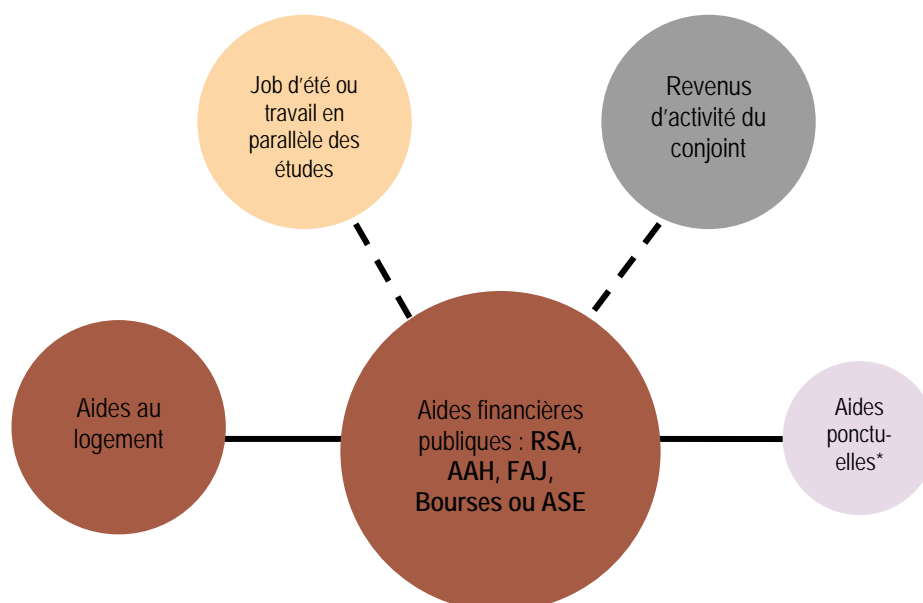 Job d'été ou
travail en
parallèle des
études
Revenus
d'activité du
conjoint
Aides au
logement
Aides financières
publiques : RSA,
AAH, FAJ,
Bourses ou ASE
Aides
ponctu-
elles*